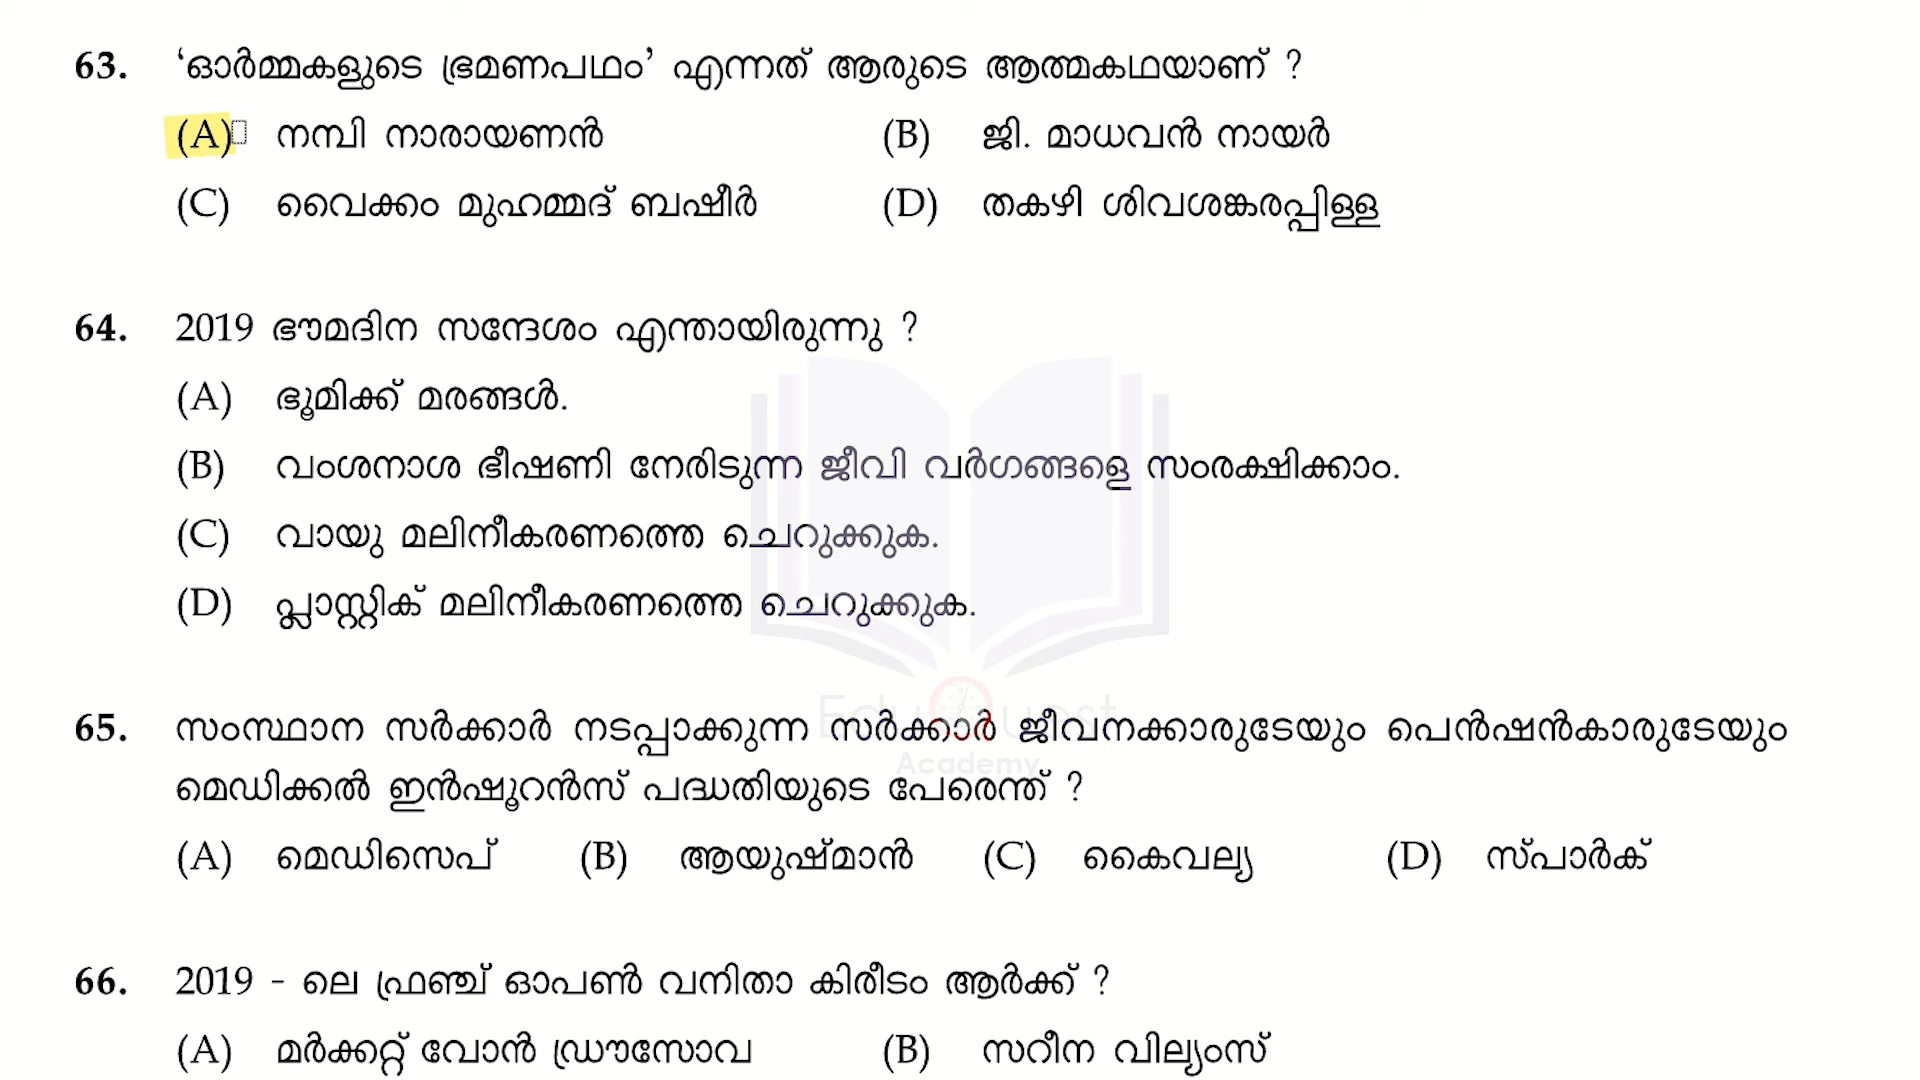 63. ‘ഓർമ്മകളുടെ ഭ്രമണപഥം’ എന്നത് ആരുടെ ആത്മകഥയാണ് ?
(A) നമ്പി നാരായണൻ (B) ജി. മാധവൻ നായർ
(C) വൈക്കം മുഹമ്മദ് ബഷീർ (D) തകഴി ശിവശങ്കരപ്പിള്ള
64. 2019 ഭൗമദിന സന്ദേശം എന്തായിരുന്നു ?
(A) ഭൂമിക്ക് മരങ്ങൾ.
(B) വംശനാശ ഭീഷണി നേരിടുന്ന ജീവി വർഗങ്ങളെ സംരക്ഷിക്കാം.
(C) വായു മലിനീകരണത്തെ ചെറുക്കുക.
(D) പ്ലാസ്റ്റിക് മലിനീകരണത്തെ ചെറുക്കുക.
65. സംസ്ഥാന സർക്കാർ നടപ്പാക്കുന്ന സർക്കാർ ജീവനക്കാരുടേയും പെൻഷൻകാരുടേയും
മെഡിക്കൽ ഇൻഷൂറൻസ് പദ്ധതിയുടെ പേരെന്ത് ?
EduQuest
Academy
(A) മെഡിസെപ് (B) ആയുഷ്മാൻ (C) കൈവല്യ (D) സ്പാർക്
66. 2019 - ലെ ഫ്രഞ്ച് ഓപൺ വനിതാ കിരീടം ആർക്ക് ?
(A) മർക്കറ്റ് വോൻ ഡ്രൗസോവ (B) സറീന വില്യംസ്